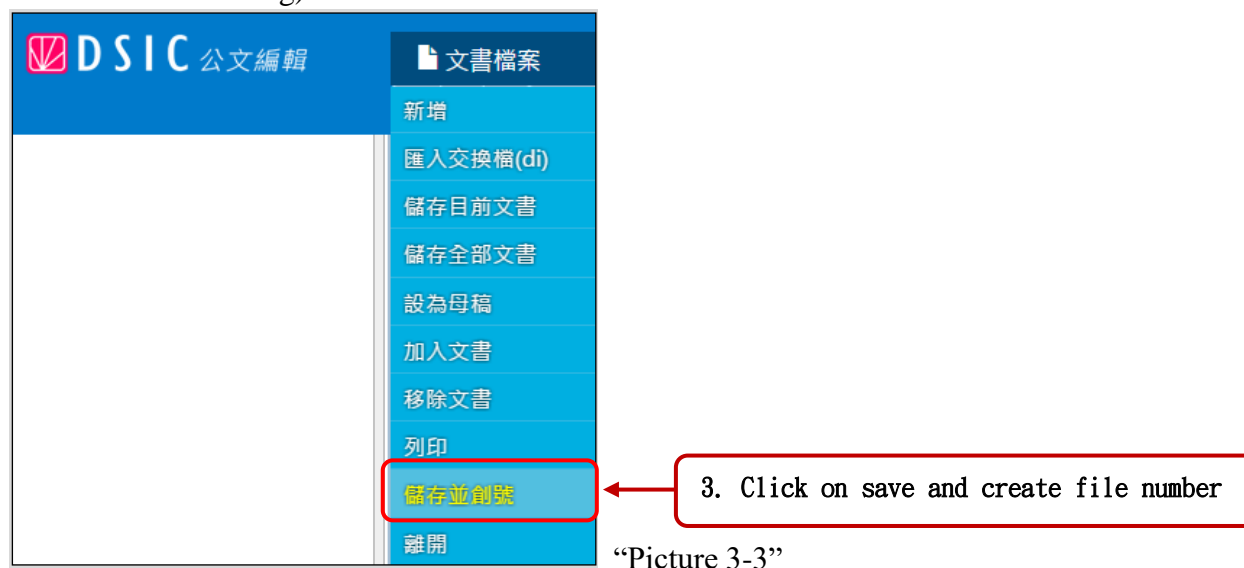 DSIC 公文編輯
文書檔案
新增
匯入交換檔(di)
儲存目前文書
儲存全部文書
設為母稿
加入文書
移除文書
列印
儲存並創號
3. Click on save and create file number
離開
“Picture 3-3”